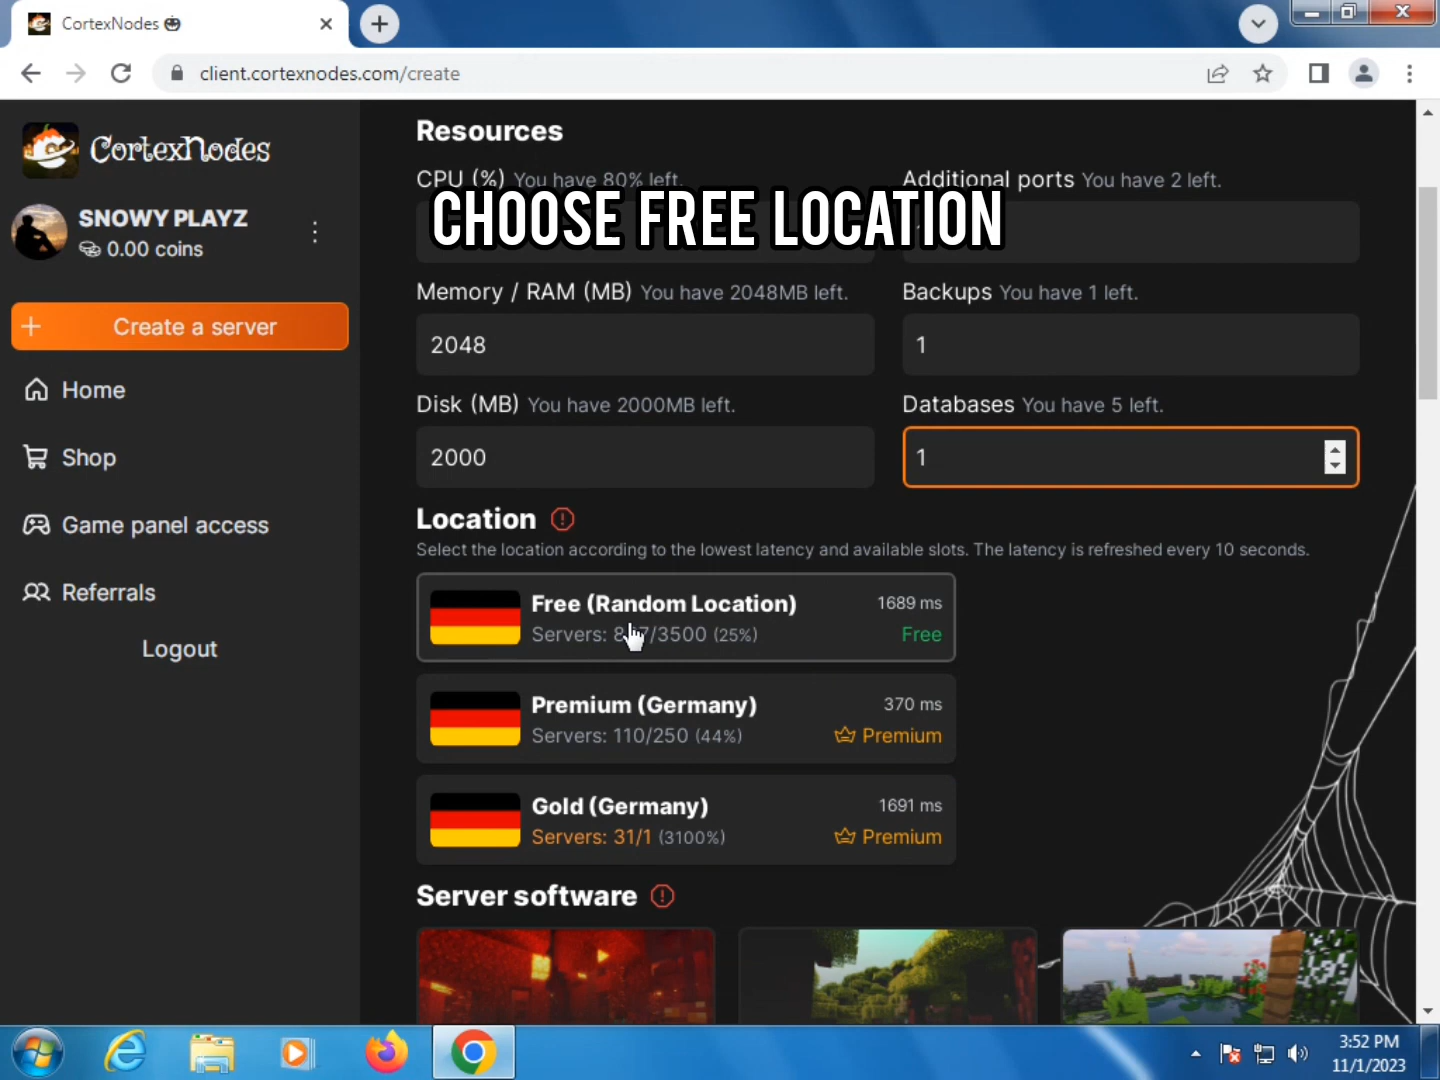 CortexNodes
client.cortexnodes.com/create
CortexNodes
SNOWY PLAYZ
0.00 coins
Create a server
Home
Shop
Game panel access
Referrals
Logout
Resources
CPU (%) You have 80% left.
Additional ports You have 2 left.
CHOOSE FREE LOCATION
Memory / RAM (MB) You have 2048MB left.
2048
Backups You have 1 left.
1
Disk (MB) You have 2000MB left.
2000
Databases You have 5 left.
1
Location
Select the location according to the lowest latency and available slots. The latency is refreshed every 10 seconds.
Free (Random Location) 1689 ms
Servers: /3500 (25%) Free
Premium (Germany) 370 ms
Servers: 110/250 (44%) Premium
Gold (Germany) 1691 ms
Servers: 31/1 (3100%) Premium
Server software
3:52 PM
11/1/2023